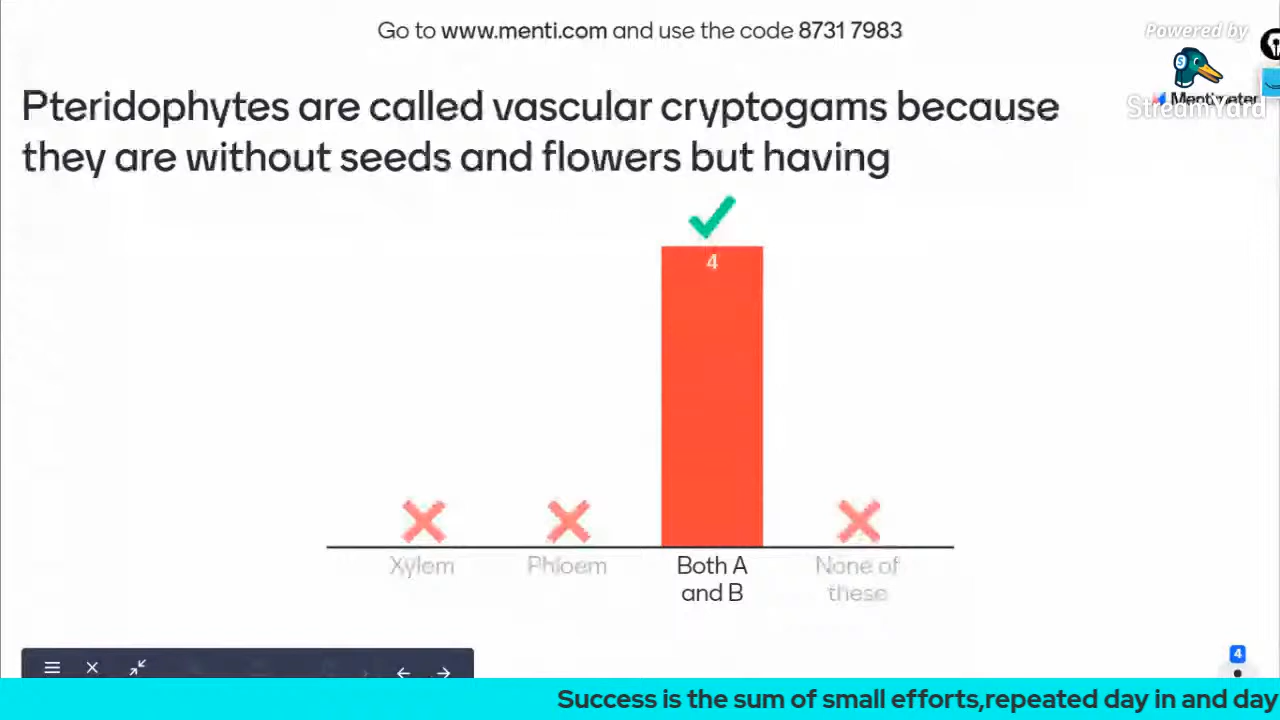 Go to www.menti.com and use the code 8731 7983
Powered by
Mentimeter
StreamYard
Pteridophytes are called vascular cryptogams because
they are without seeds and flowers but having
4
Xylem
Phloem
Both A
and B
None of
these
4
Success is the sum of small efforts,repeated day in and day